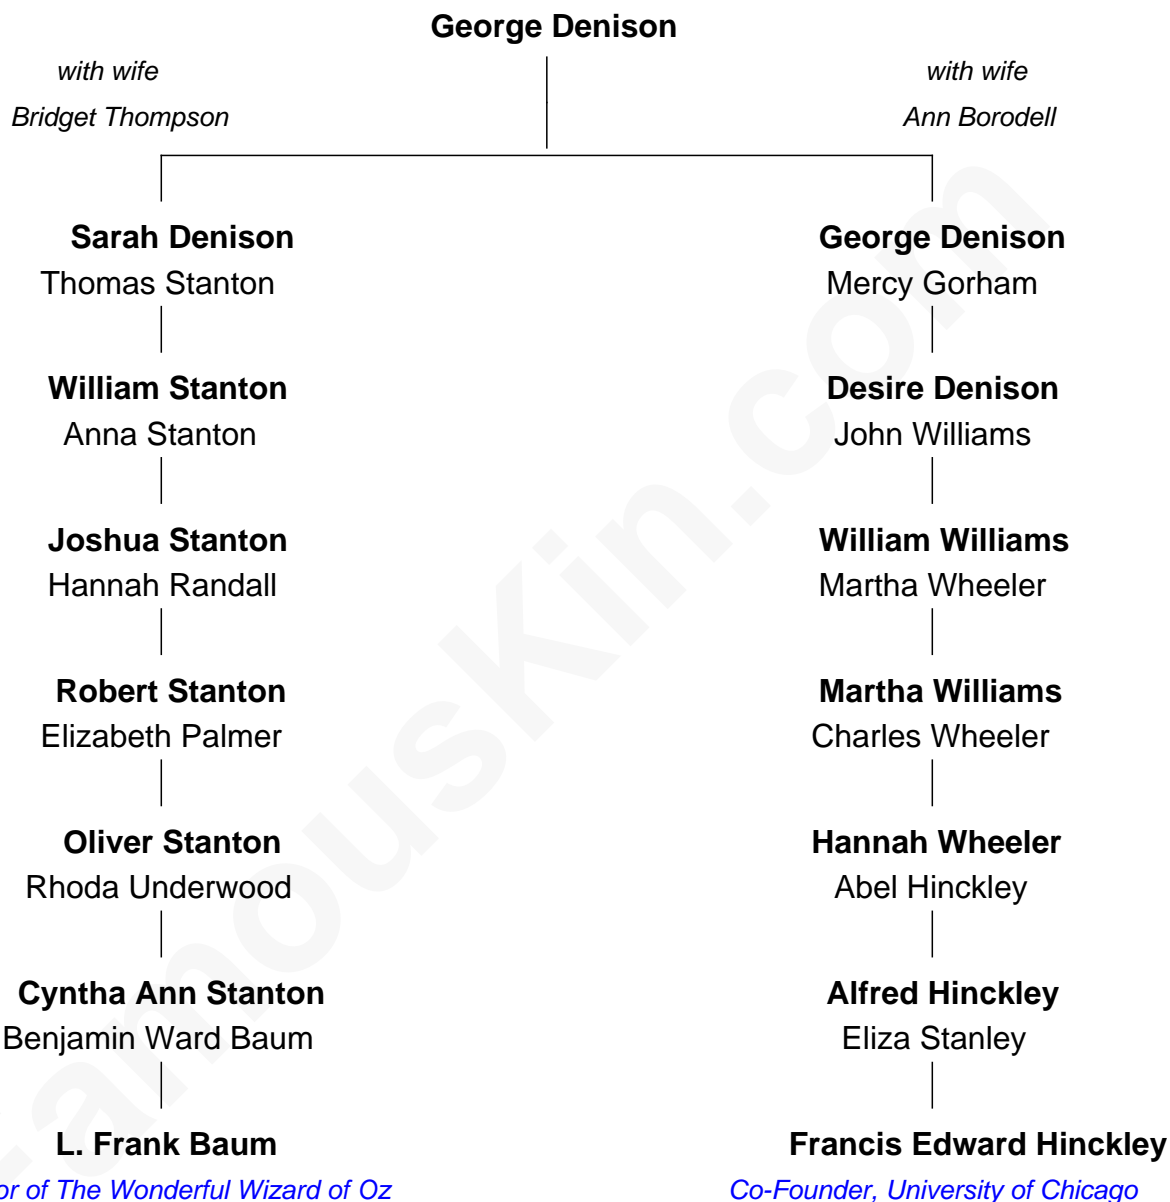 George Denison
with wife
with wife
Bridget Thompson
Ann Borodell
Sarah Denison
George Denison
Thomas Stanton
Mercy Gorham
William Stanton
Desire Denison
Anna Stanton
John Williams
Joshua Stanton
William Williams
Hannah Randall
Martha Wheeler
Robert Stanton
Martha Williams
Elizabeth Palmer
Charles Wheeler
Oliver Stanton
Hannah Wheeler
Rhoda Underwood
Abel Hinckley
Cyntha Ann Stanton
Alfred Hinckley
Benjamin Ward Baum
Eliza Stanley
L. Frank Baum
Francis Edward Hinckley
or of The Wonderful Wizard of Oz
Co-Founder, University of Chicago
FamousKin.com